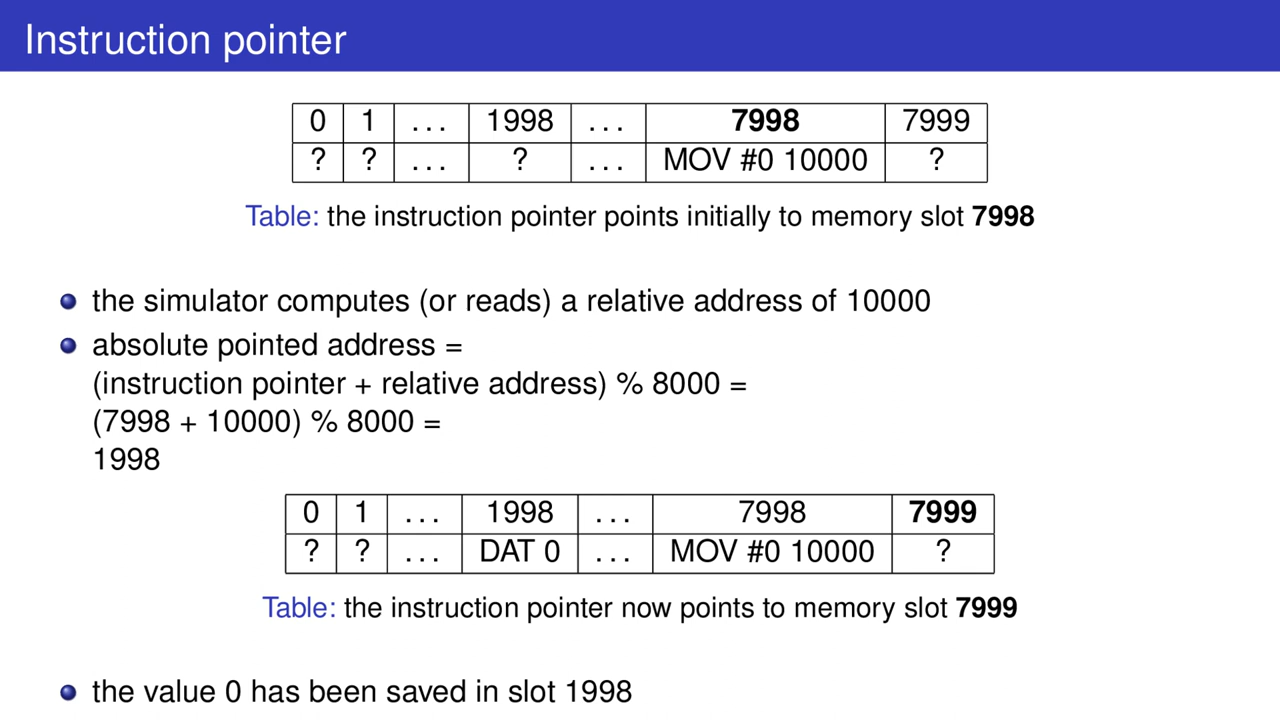 Instruction pointer
0 1 ... 1998 ... 7998 7999
? ? ... ? ... MOV #0 10000 ?
Table: the instruction pointer points initially to memory slot 7998
the simulator computes (or reads) a relative address of 10000
absolute pointed address =
(instruction pointer + relative address) % 8000 =
(7998 + 10000) % 8000 =
1998
0 1 ... 1998 ... 7998 7999
? ? ... DAT 0 ... MOV #0 10000 ?
Table: the instruction pointer now points to memory slot 7999
the value 0 has been saved in slot 1998